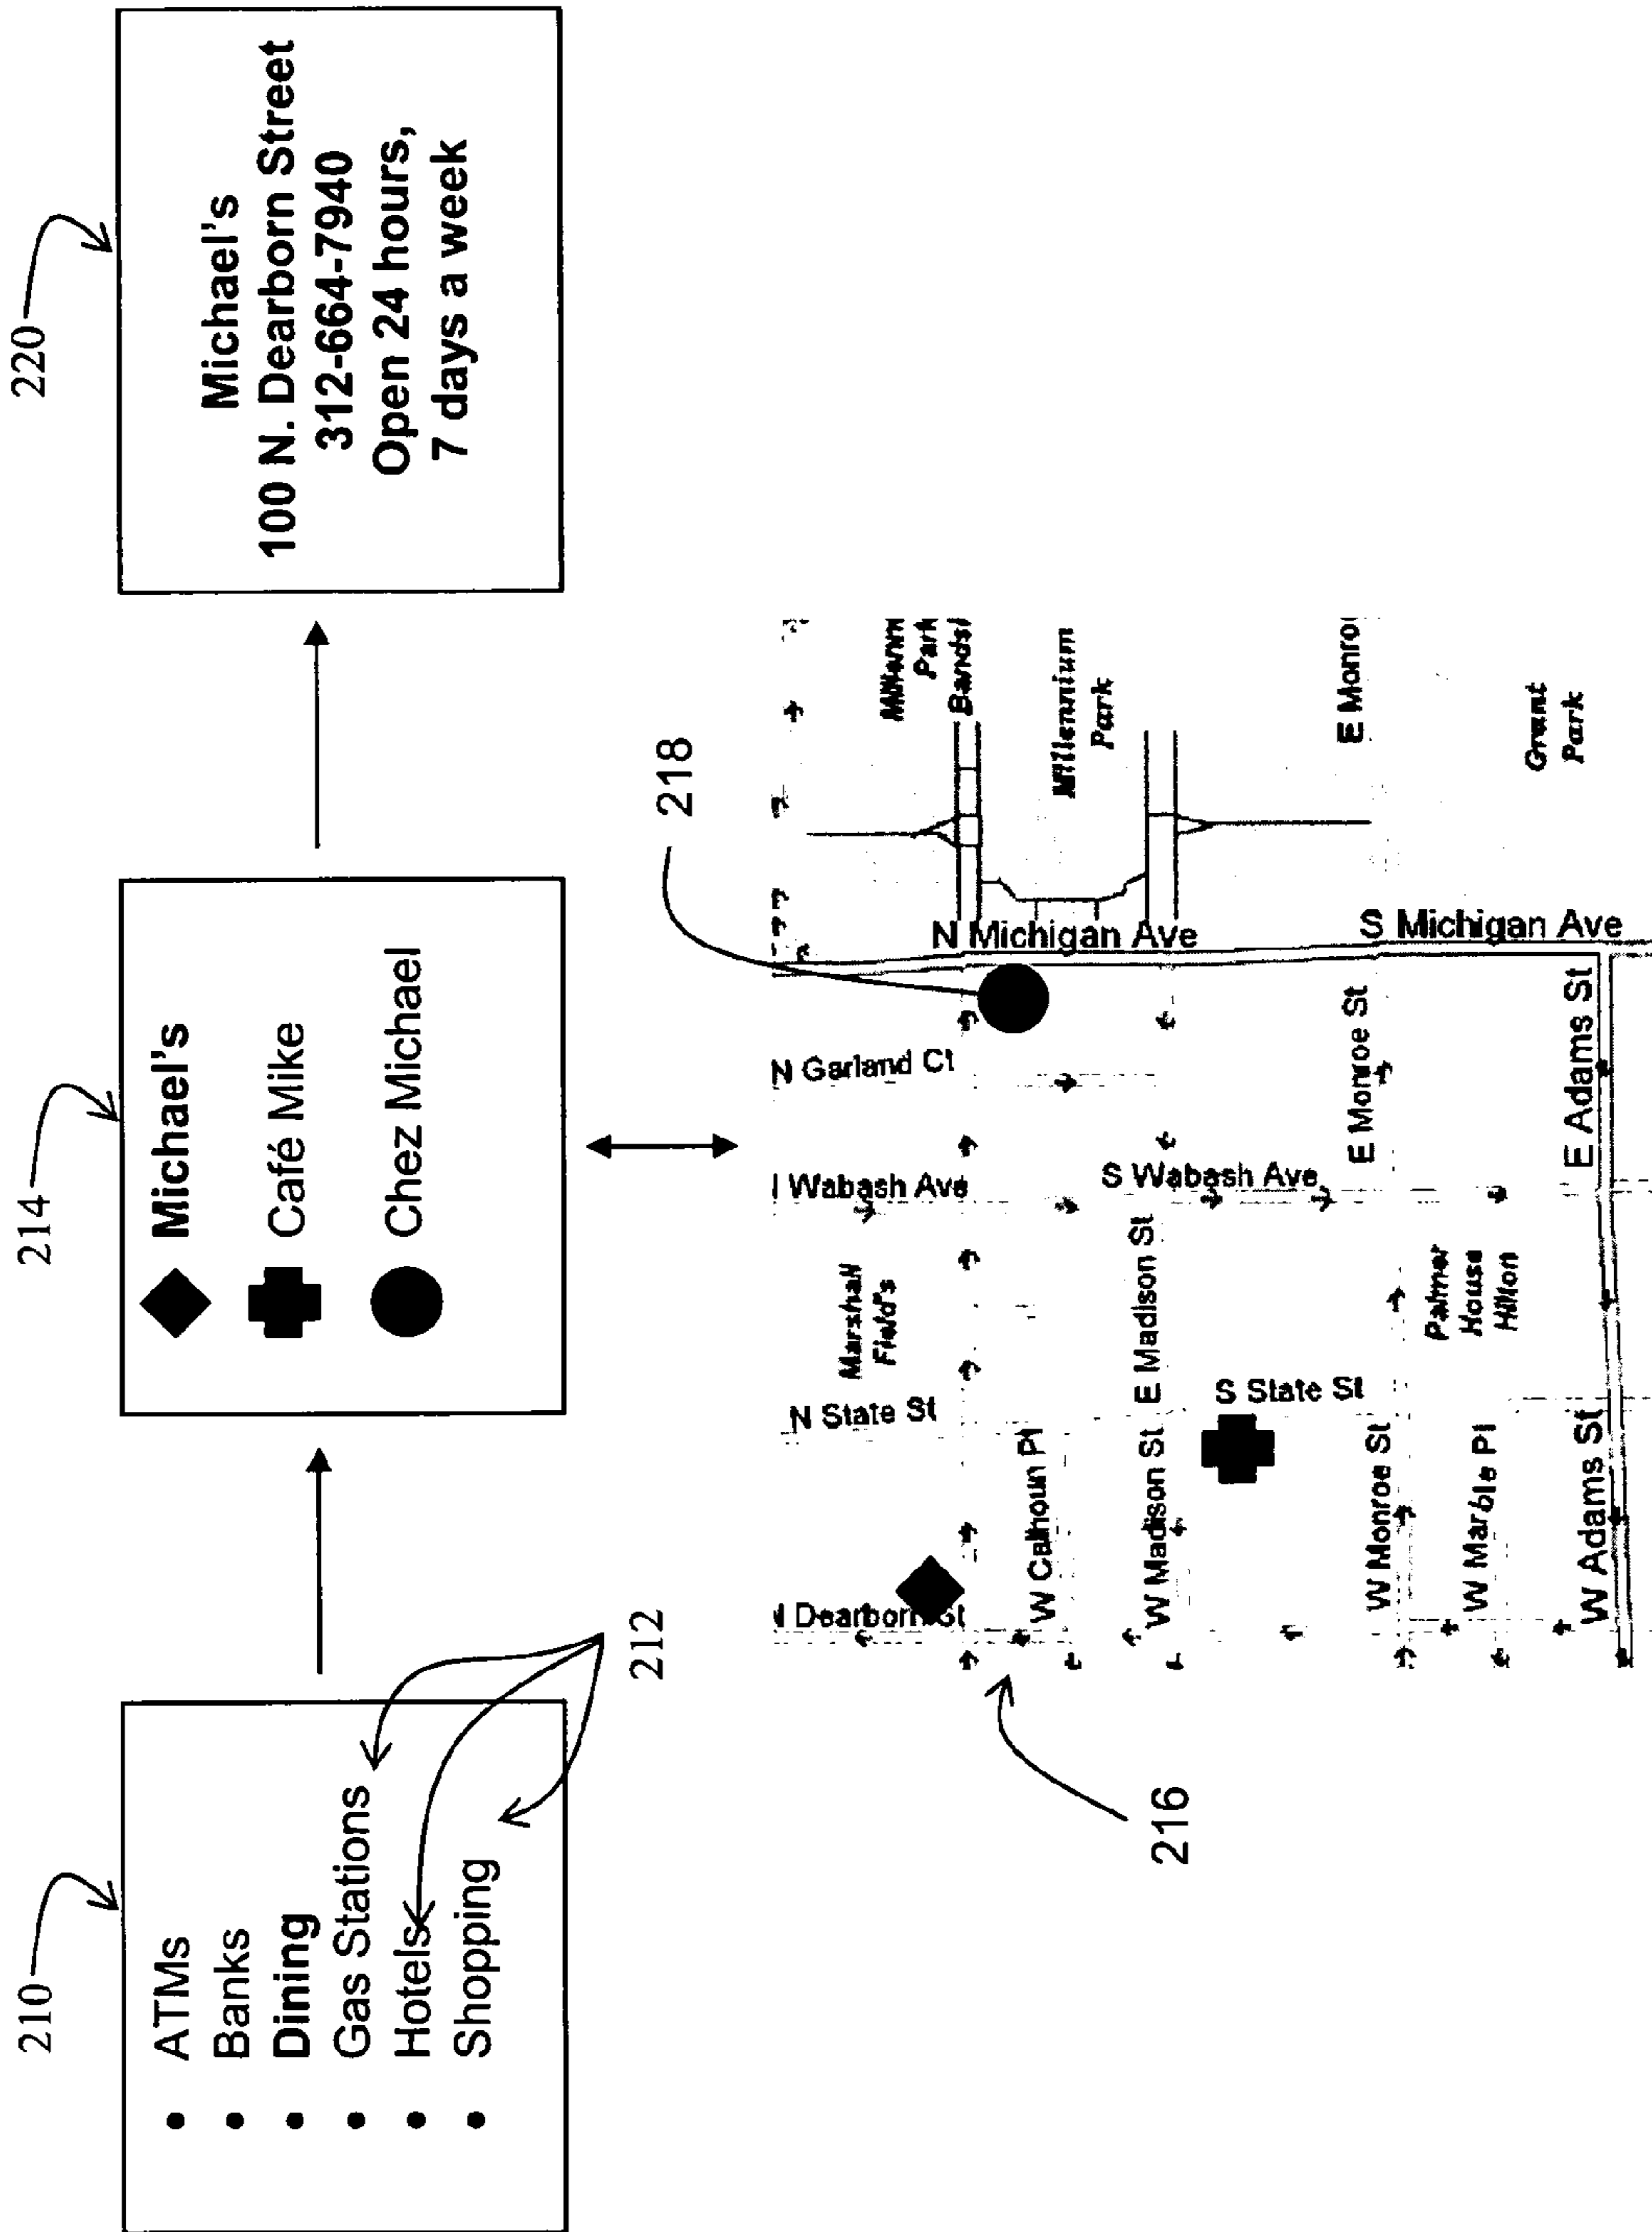 210
• ATMs
• Banks
• Dining
• Gas Stations
• Hotels
• Shopping
212
214
Michael's
Café Mike
Chez Michael
220
Michael's
100 N. Dearborn Street
312-664-7940
Open 24 hours,
7 days a week
216
218
Dearborn St
N State St
Marshall
Field's
Wabash Ave
N Garland Ct
N Michigan Ave
Park
Millennium
Park
W Calhoun Pl
W Madison St
E Madison St
S State St
S Wabash Ave
S Michigan Ave
W Monroe St
E Monroe St
E Monro
Palmer
House
Hilton
W Marble Pl
Grant
Park
W Adams St
E Adams St